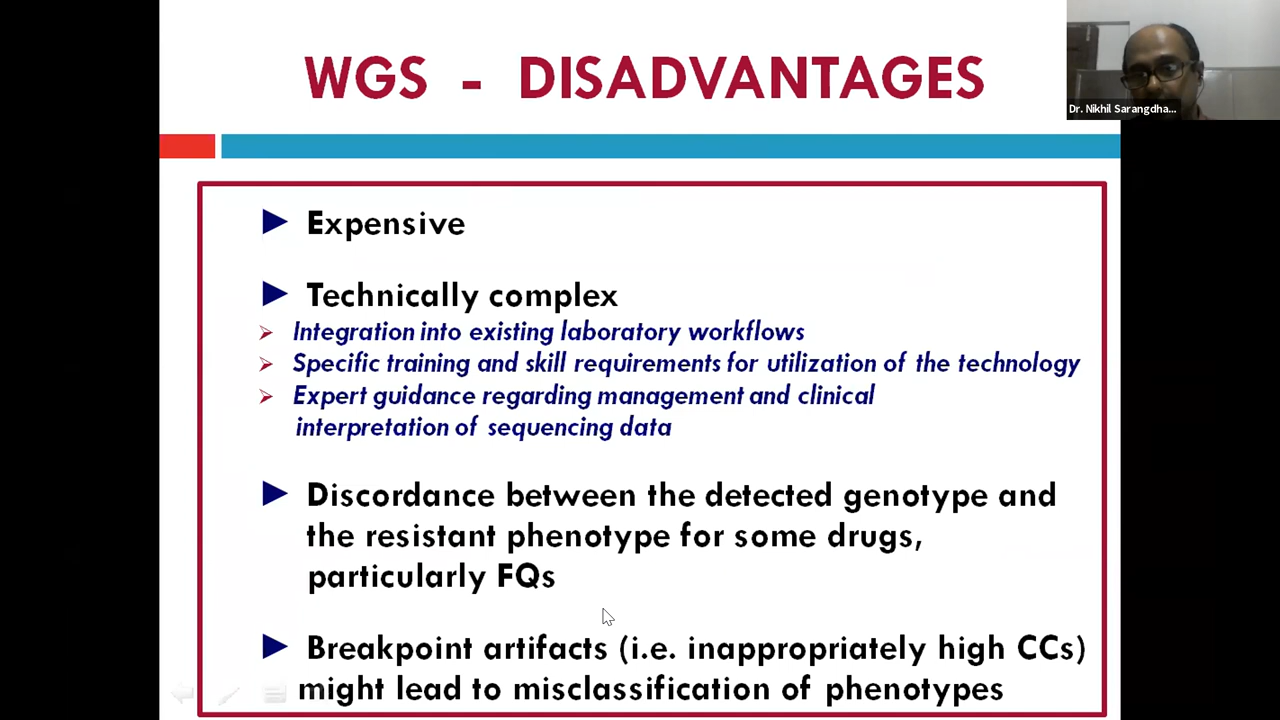 WGS - DISADVANTAGES
Dr. Nikhil Sarangdha...
► Expensive
► Technically complex
➢ Integration into existing laboratory workflows
➢ Specific training and skill requirements for utilization of the technology
➢ Expert guidance regarding management and clinical
interpretation of sequencing data
► Discordance between the detected genotype and
the resistant phenotype for some drugs,
particularly FQs
► Breakpoint artifacts (i.e. inappropriately high CCs)
might lead to misclassification of phenotypes